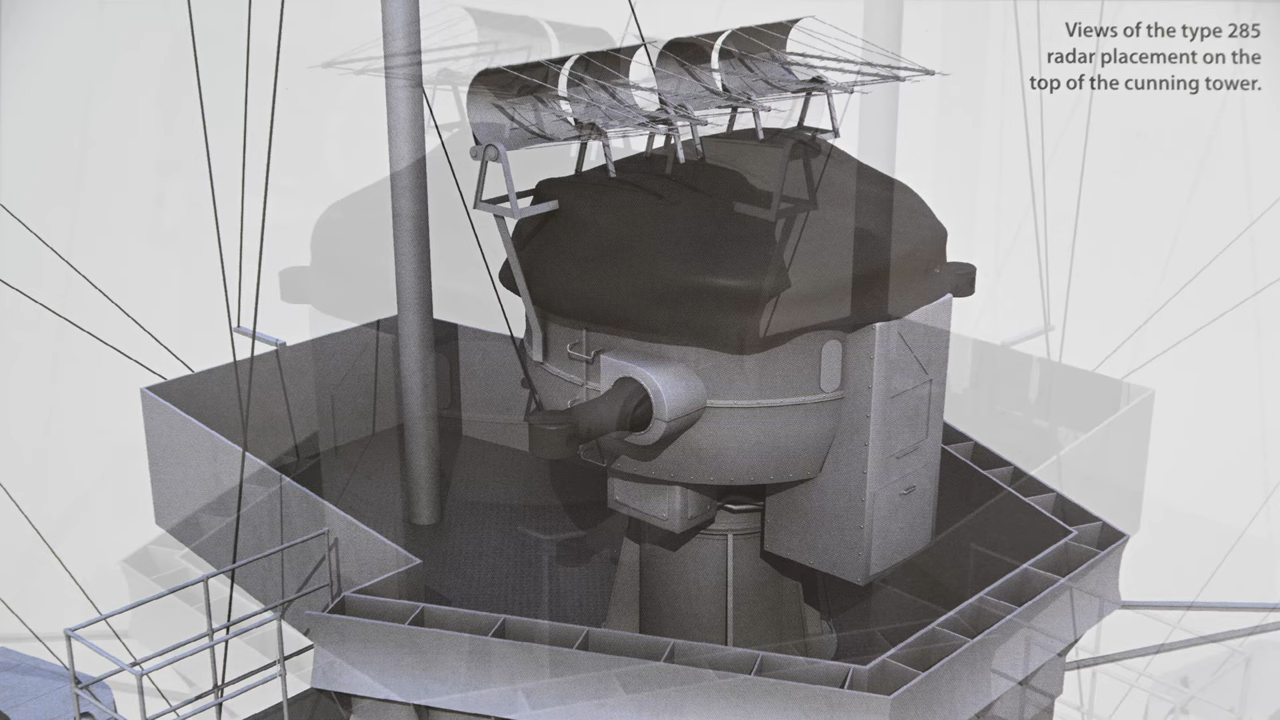 Views of the type 285
radar placement on the
top of the cunning tower.